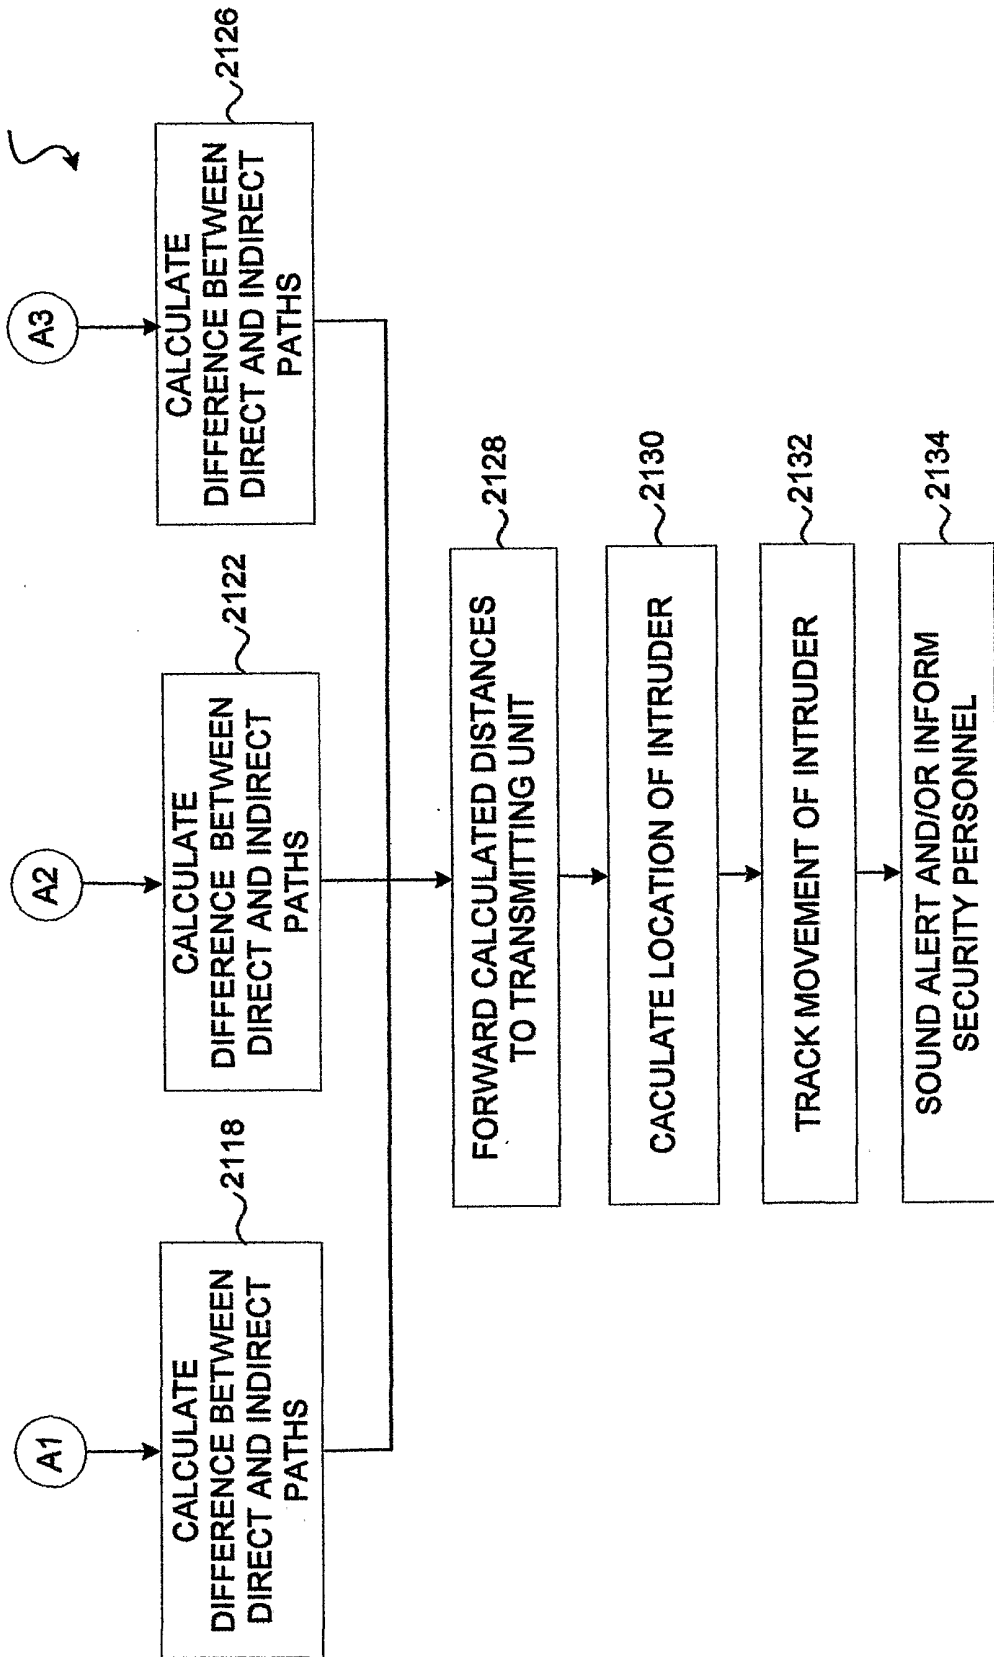 A1
A2
A3
CALCULATE
DIFFERENCE BETWEEN
DIRECT AND INDIRECT
PATHS
2118
CALCULATE
DIFFERENCE BETWEEN
DIRECT AND INDIRECT
PATHS
2122
CALCULATE
DIFFERENCE BETWEEN
DIRECT AND INDIRECT
PATHS
2126
FORWARD CALCULATED DISTANCES
TO TRANSMITTING UNIT
2128
CACULATE LOCATION OF INTRUDER
2130
TRACK MOVEMENT OF INTRUDER
2132
SOUND ALERT AND/OR INFORM
SECURITY PERSONNEL
2134